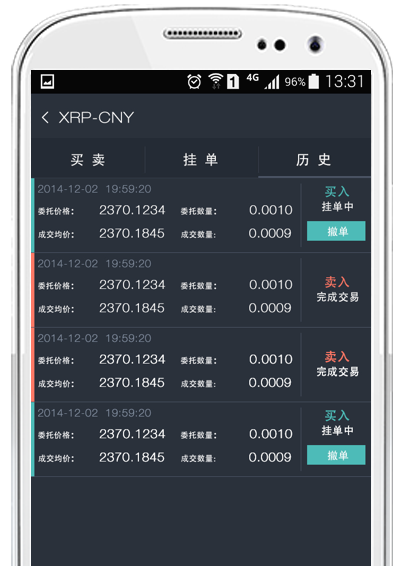 1 4G 96% 13:31
XRP-CNY
买 卖 挂 单 历 史
2014-12-02 19:59:20 买入
委托价格： 2370.1234 委托数量： 0.0010 挂单中
成交均价： 2370.1845 成交数量： 0.0009 撤单
2014-12-02 19:59:20
委托价格： 2370.1234 委托数量： 0.0010 卖入
成交均价： 2370.1845 成交数量： 0.0009 完成交易
2014-12-02 19:59:20
委托价格： 2370.1234 委托数量： 0.0010 卖入
成交均价： 2370.1845 成交数量： 0.0009 完成交易
2014-12-02 19:59:20 买入
委托价格： 2370.1234 委托数量： 0.0010 挂单中
成交均价： 2370.1845 成交数量： 0.0009 撤单